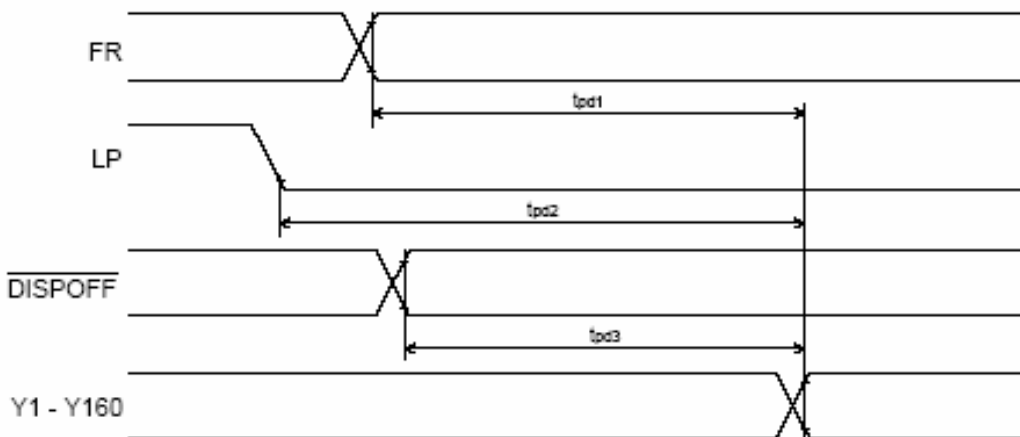 FR
tpd1
LP
tpd2
DISPOFF
tpd3
Y1 - Y160